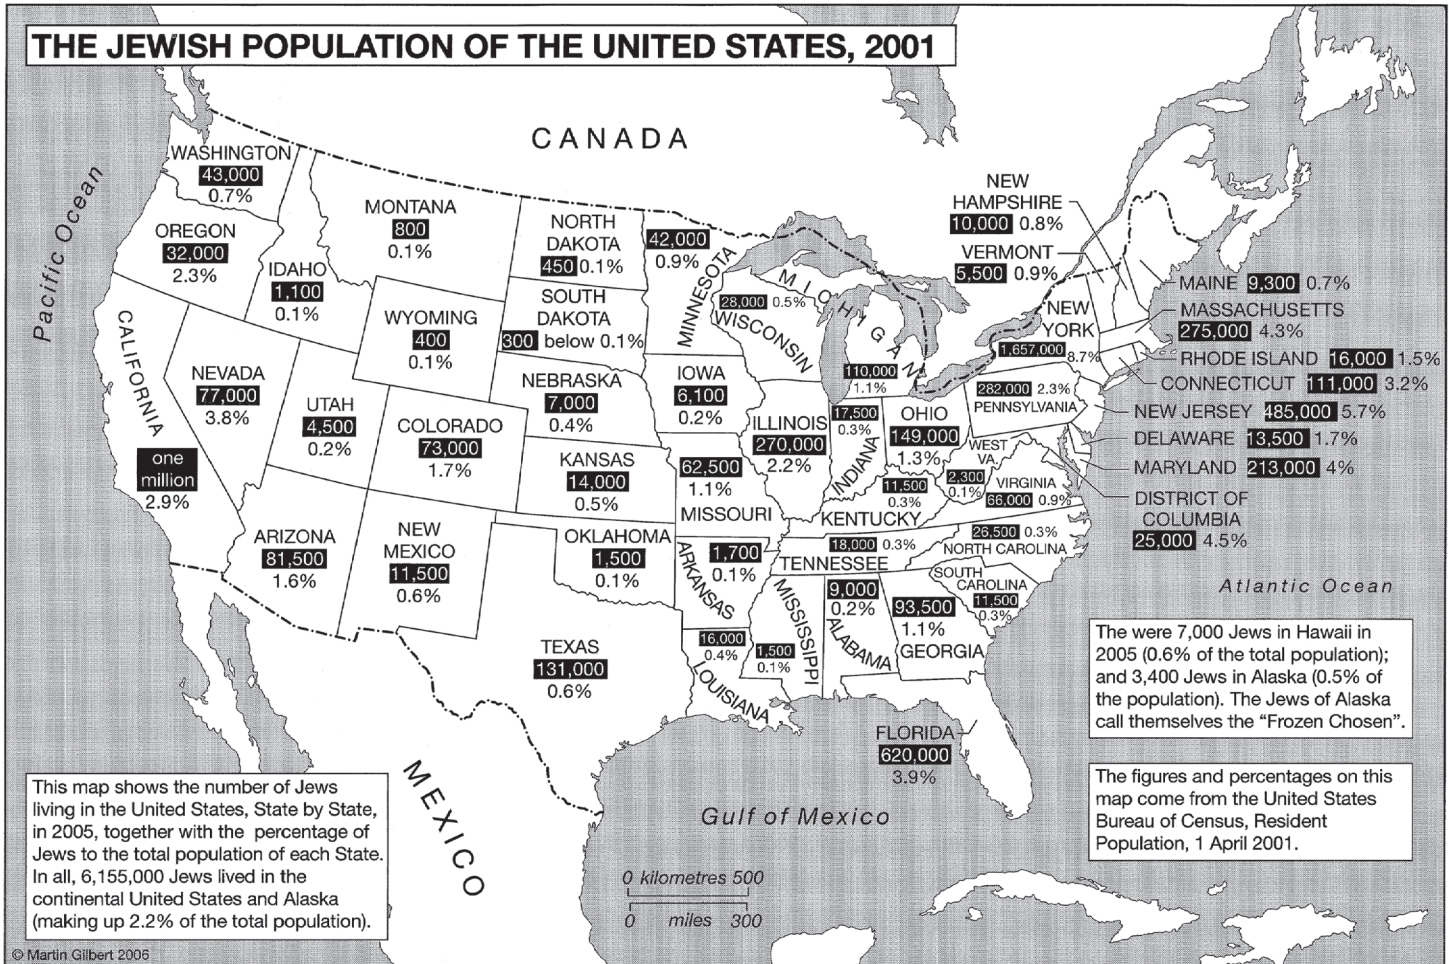 THE JEWISH POPULATION OF THE UNITED STATES, 2001
CANADA
Pacific Ocean
WASHINGTON
43,000
0.7%
OREGON
32,000
2.3%
IDAHO
1,100
0.1%
MONTANA
800
0.1%
WYOMING
400
0.1%
NORTH
DAKOTA
450 0.1%
SOUTH
DAKOTA
300 below 0.1%
NEBRASKA
7,000
0.4%
42,000
0.9%
MINNESOTA
28,000 0.5%
WISCONSIN
MICHIGAN
110,000
1.1%
CALIFORNIA
one
million
2.9%
NEVADA
77,000
3.8%
UTAH
4,500
0.2%
COLORADO
73,000
1.7%
KANSAS
14,000
0.5%
IOWA
6,100
0.2%
ILLINOIS
270,000
2.2%
17,500
0.3%
INDIANA
OHIO
149,000
1.3%
62,500
1.1%
MISSOURI
11,500
0.3%
KENTUCKY
WEST
VA
2,300
0.1%
VIRGINIA
66,000 0.9%
ARIZONA
81,500
1.6%
NEW
MEXICO
11,500
0.6%
OKLAHOMA
1,500
0.1%
1,700
0.1%
ARKANSAS
18,000 0.3%
TENNESSEE
26,500 0.3%
NORTH CAROLINA
SOUTH
CAROLINA
11,500
0.3%
TEXAS
131,000
0.6%
16,000
0.4%
LOUISIANA
1,500
0.1%
MISSISSIPPI
9,000
0.2%
ALABAMA
93,500
1.1%
GEORGIA
FLORIDA
620,000
3.9%
NEW
HAMPSHIRE
10,000 0.8%
VERMONT
5,500 0.9%
NEW
YORK
1,657,000 8.7%
282,000 2.3%
PENNSYLVANIA
MAINE 9,300 0.7%
MASSACHUSETTS
275,000 4.3%
RHODE ISLAND 16,000 1.5%
CONNECTICUT 111,000 3.2%
NEW JERSEY 485,000 5.7%
DELAWARE 13,500 1.7%
MARYLAND 213,000 4%
DISTRICT OF
COLUMBIA
25,000 4.5%
Atlantic Ocean
The were 7,000 Jews in Hawaii in
2005 (0.6% of the total population);
and 3,400 Jews in Alaska (0.5% of
the population). The Jews of Alaska
call themselves the “Frozen Chosen”.
The figures and percentages on this
map come from the United States
Bureau of Census, Resident
Population, 1 April 2001.
MEXICO
Gulf of Mexico
0 kilometres 500
0 miles 300
This map shows the number of Jews
living in the United States, State by State,
in 2005, together with the percentage of
Jews to the total population of each State.
In all, 6,155,000 Jews lived in the
continental United States and Alaska
(making up 2.2% of the total population).
© Martin Gilbert 2006